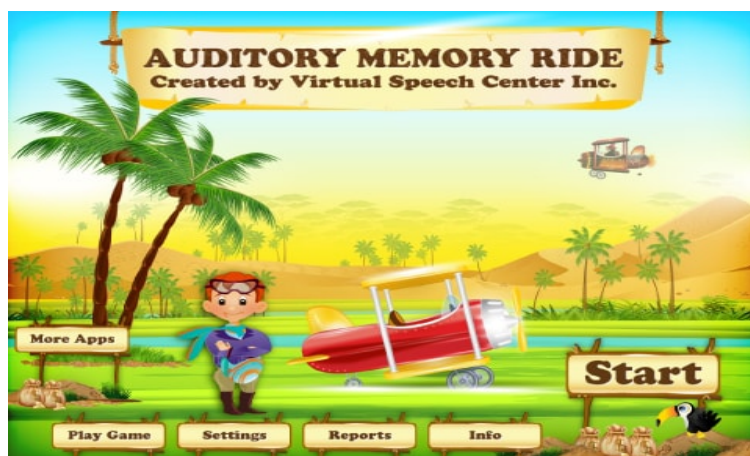 AUDITORY MEMORY RIDE
Created by Virtual Speech Center Inc.
More Apps
Start
Play Game
Settings
Reports
Info